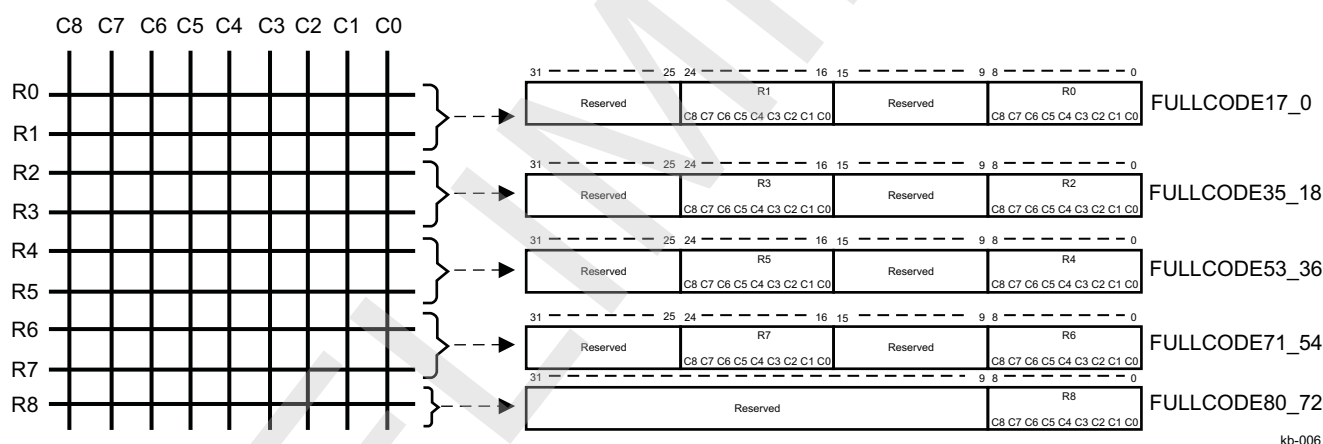 C8 C7 C6 C5 C4 C3 C2 C1 C0
R0
R1
R2
R3
R4
R5
R6
R7
R8
31 25 24 16 15 9 8 0
Reserved R1 Reserved R0
C8 C7 C6 C5 C4 C3 C2 C1 C0 C8 C7 C6 C5 C4 C3 C2 C1 C0
FULLCODE17_0
31 25 24 16 15 9 8 0
Reserved R3 Reserved R2
C8 C7 C6 C5 C4 C3 C2 C1 C0 C8 C7 C6 C5 C4 C3 C2 C1 C0
FULLCODE35_18
31 25 24 16 15 9 8 0
Reserved R5 Reserved R4
C8 C7 C6 C5 C4 C3 C2 C1 C0 C8 C7 C6 C5 C4 C3 C2 C1 C0
FULLCODE53_36
31 25 24 16 15 9 8 0
Reserved R7 Reserved R6
C8 C7 C6 C5 C4 C3 C2 C1 C0 C8 C7 C6 C5 C4 C3 C2 C1 C0
FULLCODE71_54
31 9 8 0
Reserved R8
C8 C7 C6 C5 C4 C3 C2 C1 C0
FULLCODE80_72
kb-006